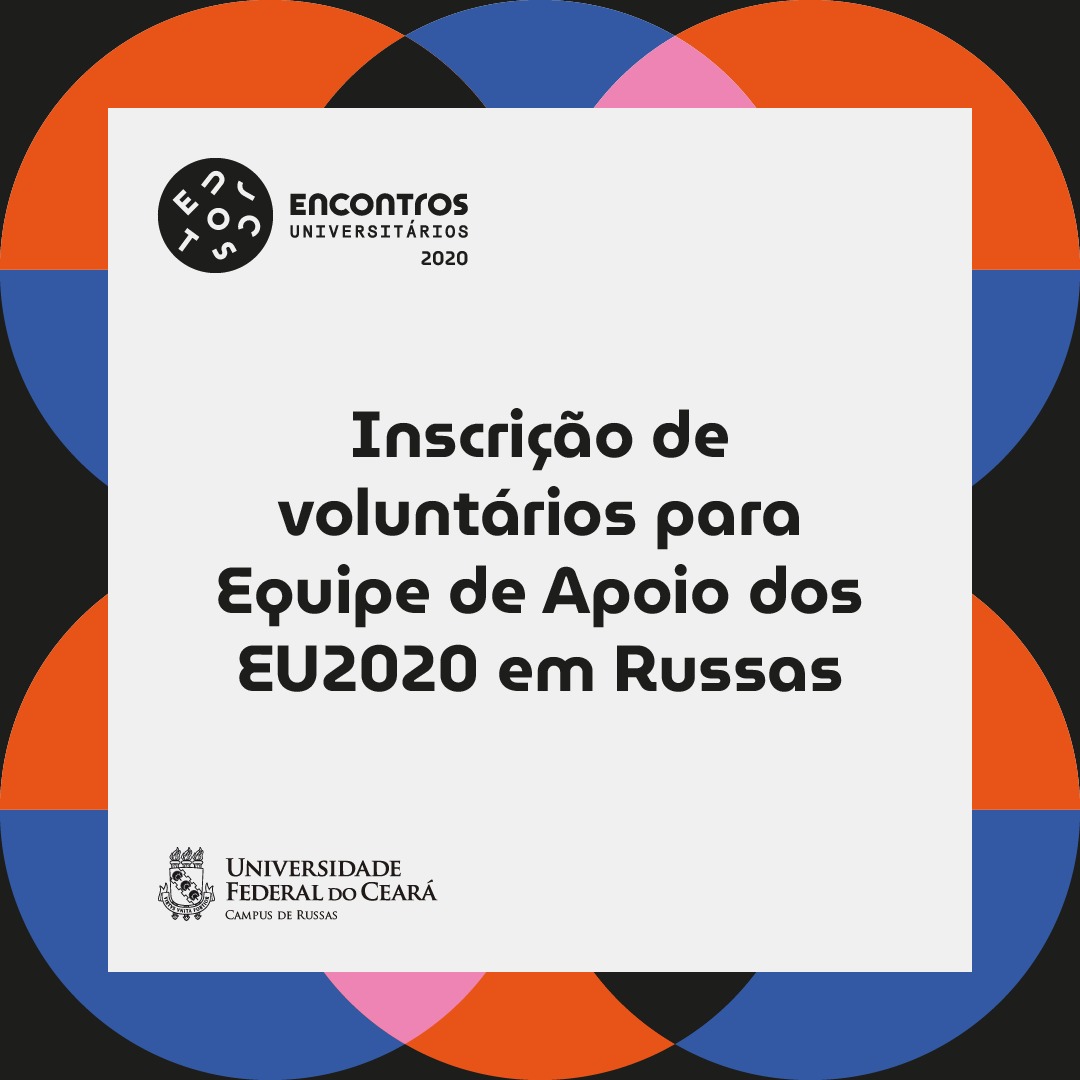 ENCONTROS
UNIVERSITÁRIOS
2020
Inscrição de
voluntários para
Equipe de Apoio dos
EU2020 em Russas
UNIVERSIDADE
FEDERAL DO CEARÁ
CAMPUS DE RUSSAS